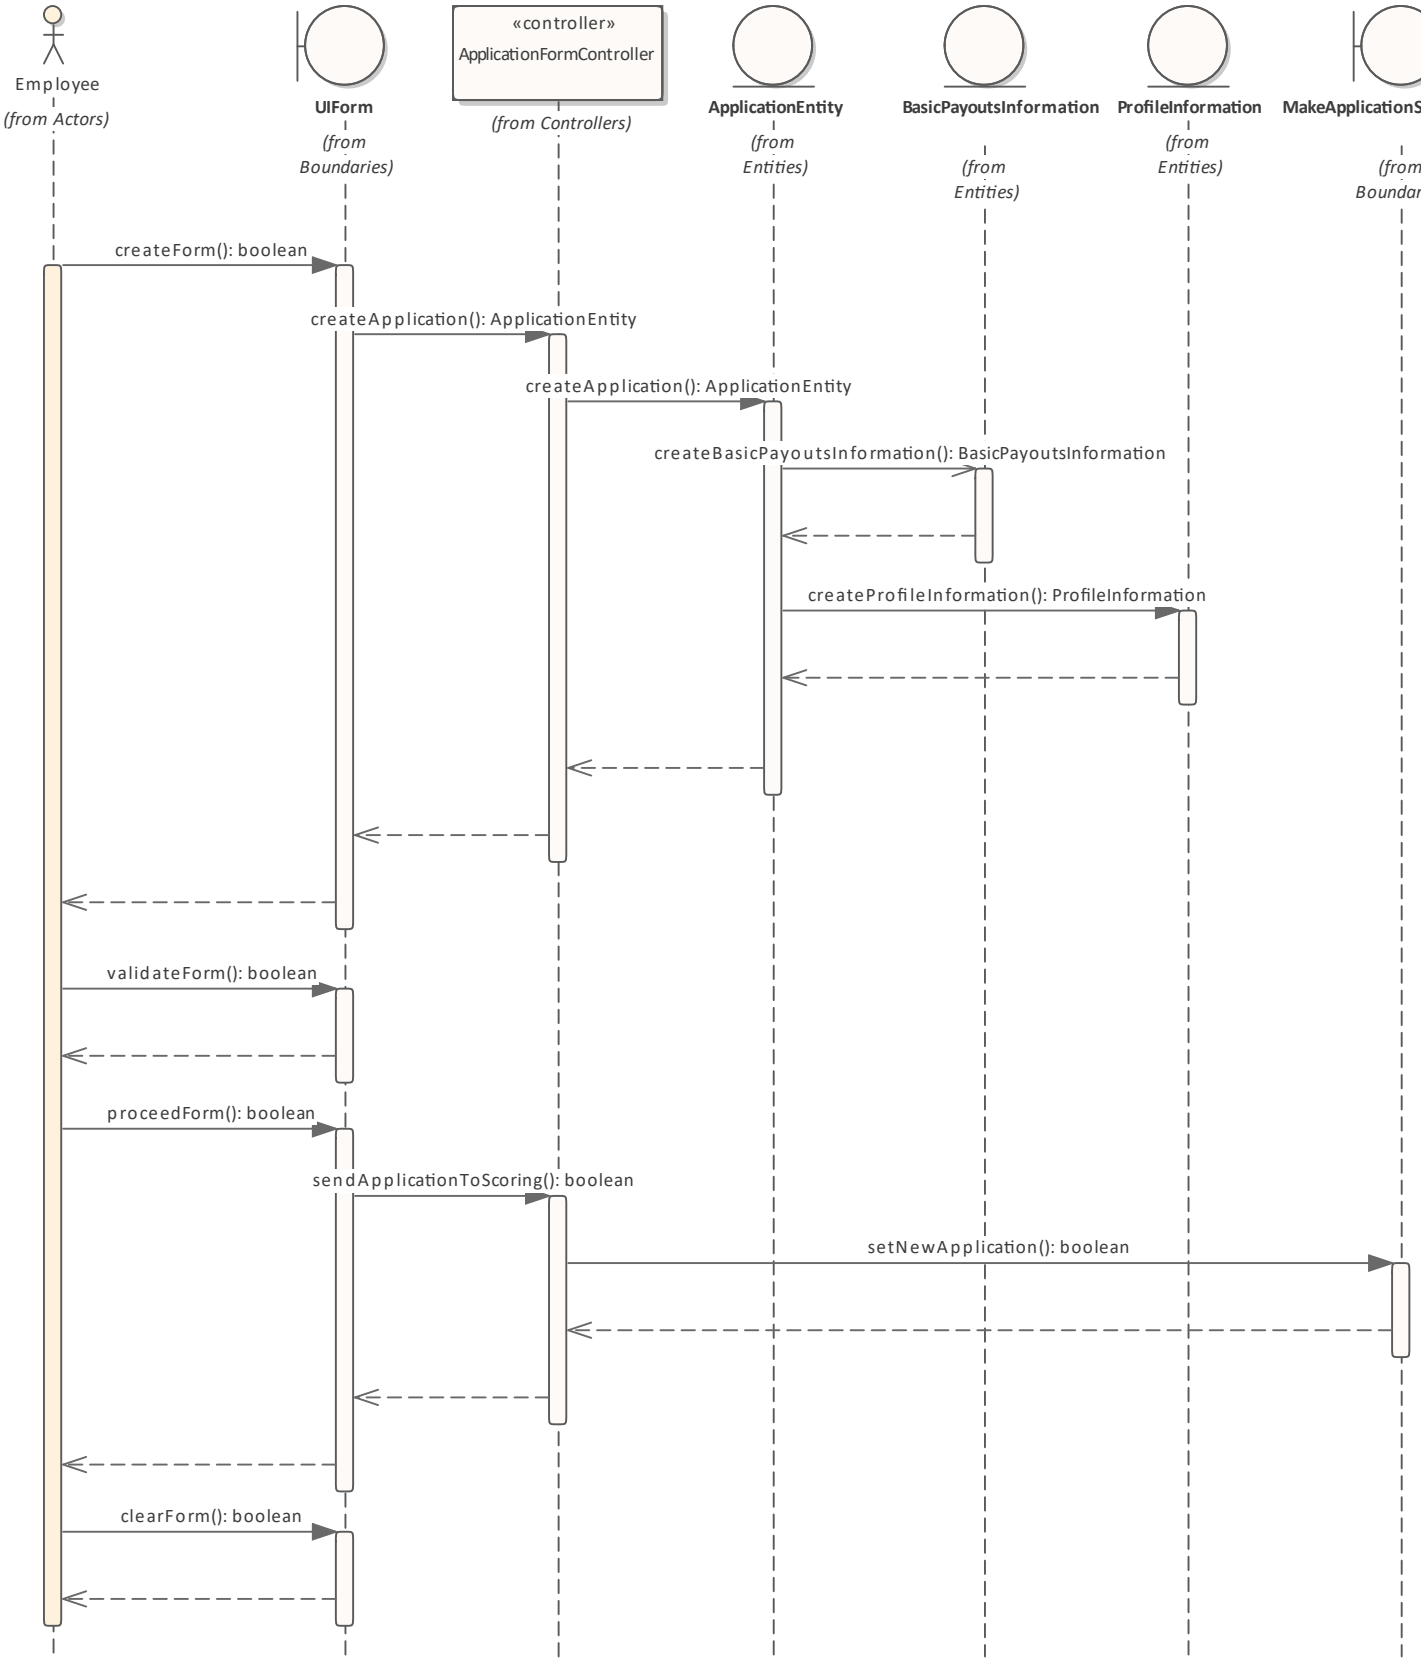 «controller»
ApplicationFormController
Employee
(from Actors)
UIForm
(from
Boundaries)
(from Controllers)
ApplicationEntity
(from
Entities)
BasicPayoutsInformation
(from
Entities)
ProfileInformation
(from
Entities)
MakeApplicationS
(from
Boundar
createForm(): boolean
createApplication(): ApplicationEntity
createApplication(): ApplicationEntity
createBasicPayoutsInformation(): BasicPayoutsInformation
createProfileInformation(): ProfileInformation
validateForm(): boolean
proceedForm(): boolean
sendApplicationToScoring(): boolean
setNewApplication(): boolean
clearForm(): boolean